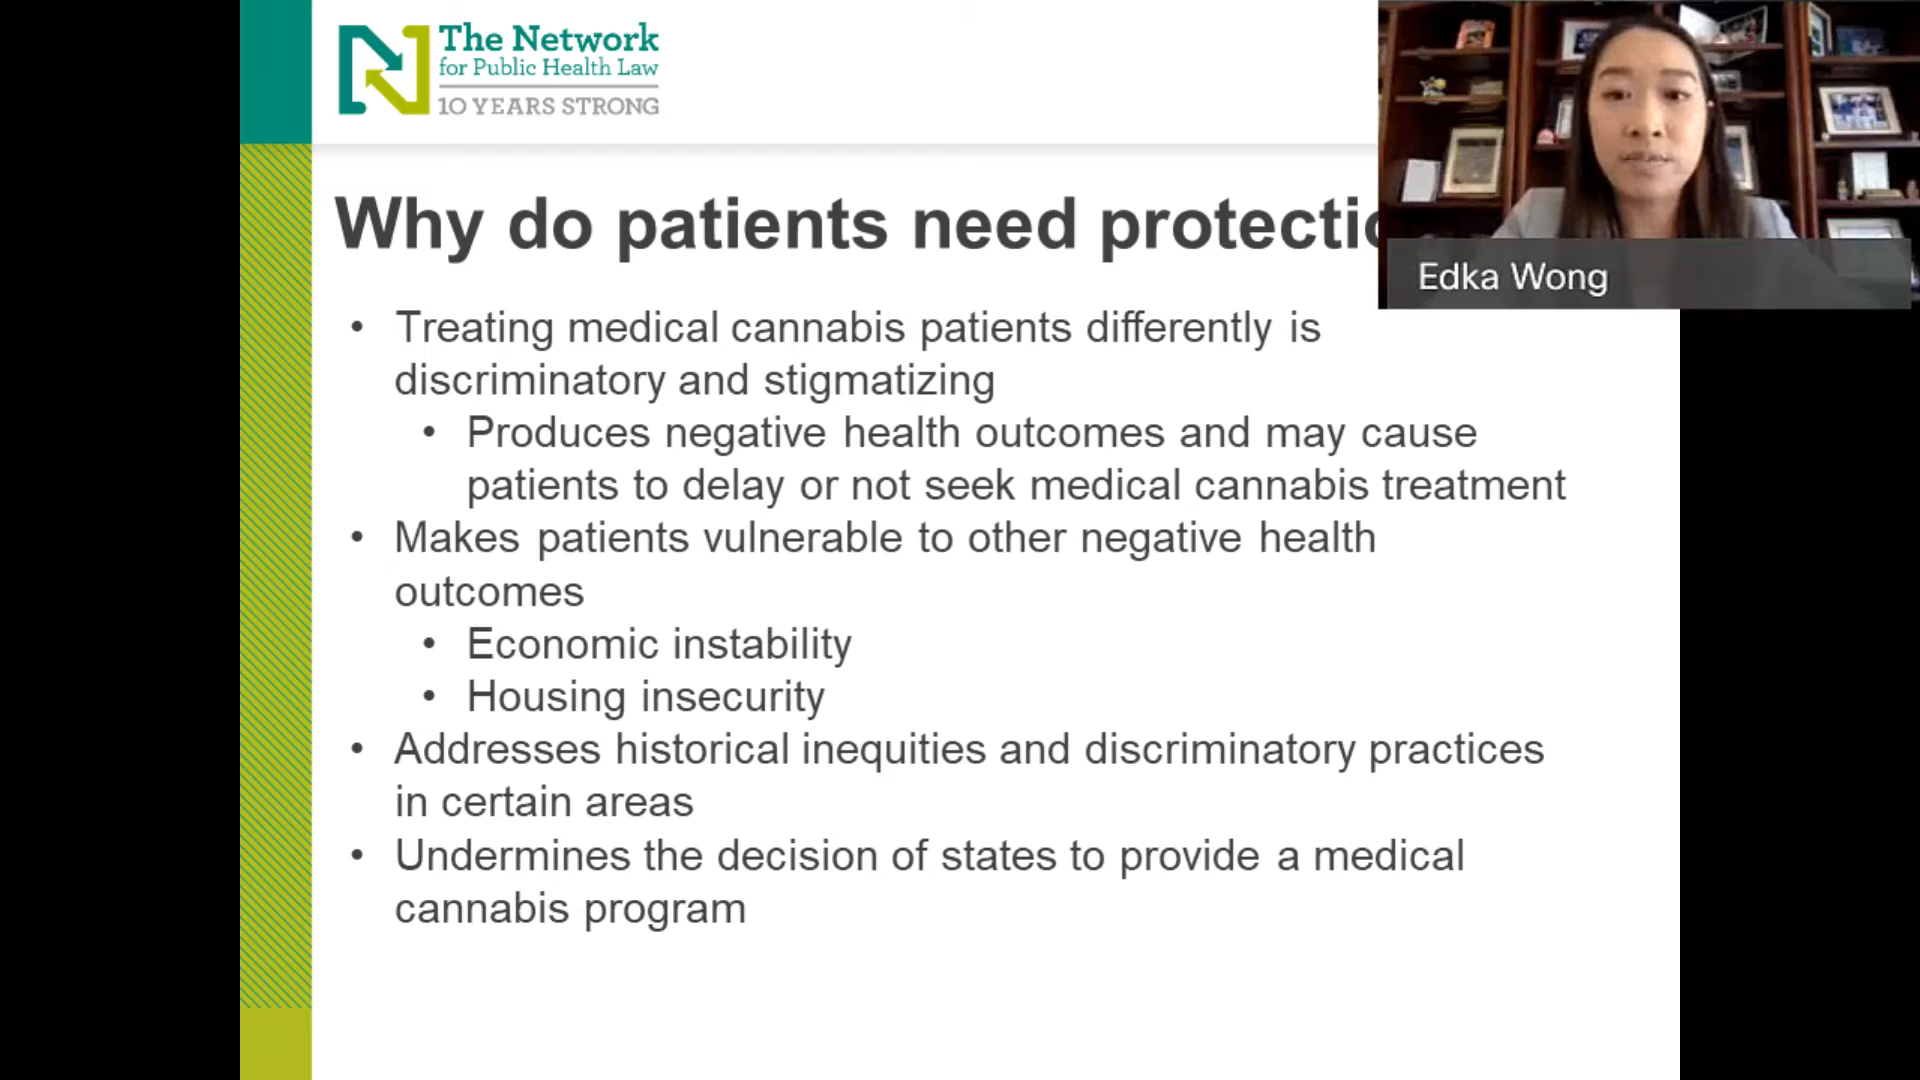 The Network
for Public Health Law
10 YEARS STRONG
Why do patients need protectio
Edka Wong
• Treating medical cannabis patients differently is
discriminatory and stigmatizing
• Produces negative health outcomes and may cause
patients to delay or not seek medical cannabis treatment
• Makes patients vulnerable to other negative health
outcomes
• Economic instability
• Housing insecurity
• Addresses historical inequities and discriminatory practices
in certain areas
• Undermines the decision of states to provide a medical
cannabis program